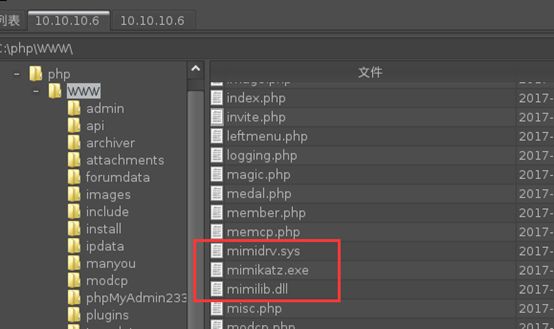 列表 10.10.10.6 10.10.10.6
C:\php\WWW\
php
WWW
admin
api
archiver
attachments
forumdata
images
include
install
ipdata
manyou
modcp
phpMyAdmin233
plugins
文件
index.php 2017-
invite.php 2017-
leftmenu.php 2017-
logging.php 2017-
magic.php 2017-
medal.php 2017-
member.php 2017-
memcp.php 2017-
mimidrv.sys 2017-
mimikatz.exe 2017-
mimilib.dll 2017-
misc.php 2017-
modcp.php 2017-